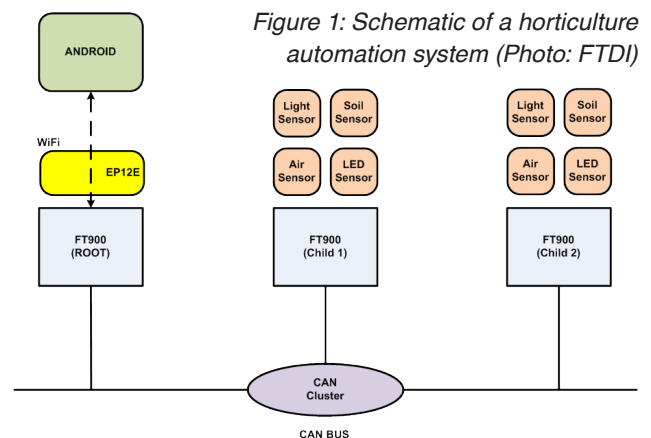 Figure 1: Schematic of a horticulture
automation system (Photo: FTDI)
ANDROID
WiFi
EP12E
FT900
(ROOT)
Light
Sensor
Soil
Sensor
Air
Sensor
LED
Sensor
FT900
(Child 1)
Light
Sensor
Soil
Sensor
Air
Sensor
LED
Sensor
FT900
(Child 2)
CAN
Cluster
CAN BUS